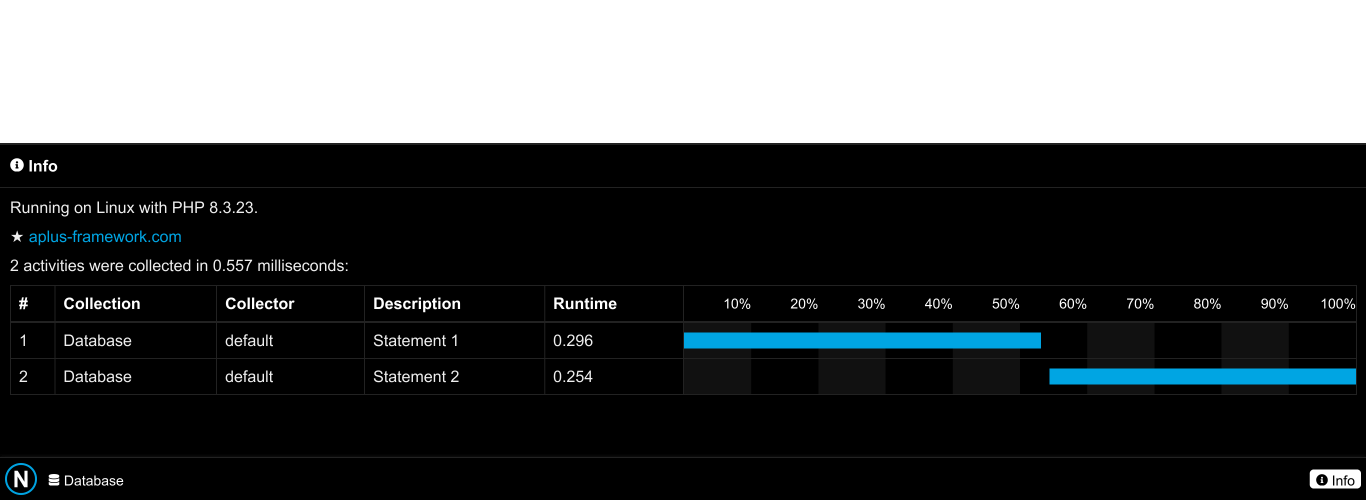 Info
Running on Linux with PHP 8.3.23.
★ aplus-framework.com
2 activities were collected in 0.557 milliseconds:
# Collection Collector Description Runtime 10% 20% 30% 40% 50% 60% 70% 80% 90% 100%
1 Database default Statement 1 0.296
2 Database default Statement 2 0.254
N Database Info